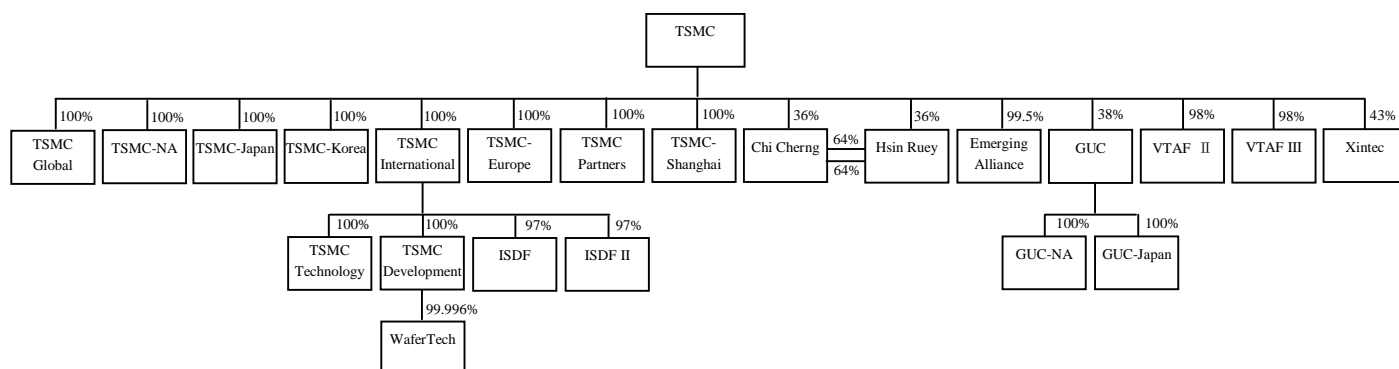 TSMC
100%
100%
100%
100%
100%
100%
100%
100%
36%
36%
99.5%
38%
98%
98%
43%
TSMC
Global
TSMC-NA
TSMC-Japan
TSMC-Korea
TSMC
International
TSMC-
Europe
TSMC
Partners
TSMC-
Shanghai
Chi Cherng
64%
64%
Hsin Ruey
Emerging
Alliance
GUC
VTAF Ⅱ
VTAF III
Xintec
100%
100%
97%
97%
100%
100%
TSMC
Technology
TSMC
Development
ISDF
ISDF II
GUC-NA
GUC-Japan
99.996%
WaferTech